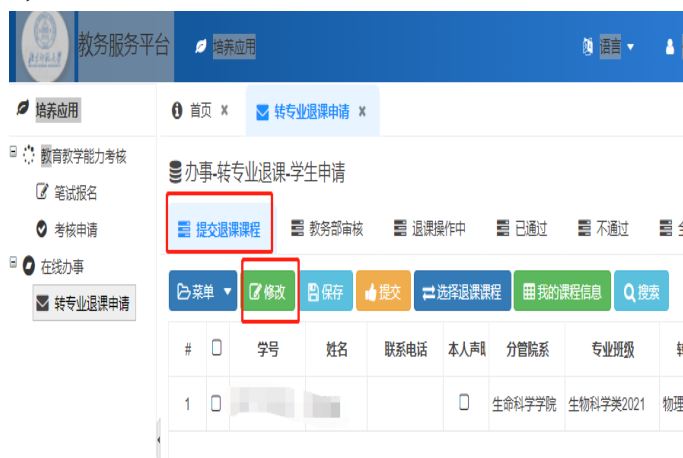 教务服务平台 培养应用 语言
培养应用 首页 × 转专业退课申请 ×
教育教学能力考核
笔试报名
考核申请
在线办事
转专业退课申请
办事-转专业退课-学生申请
提交退课课程 教务部审核 退课操作中 已通过 不通过
菜单 修改 保存 提交 选择退课课程 我的课程信息 搜索
# 学号 姓名 联系电话 本人声明 分管院系 专业班级 转
1 生命科学学院 生物科学类2021 物理